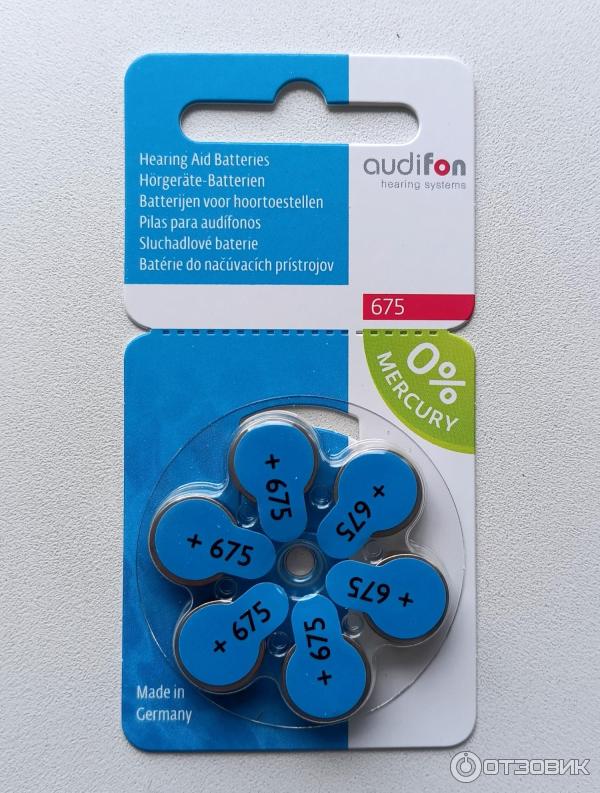 Hearing Aid Batteries
Hörgeräte-Batterien
Batterijen voor hoortoestellen
Pilas para audífonos
Sluchadlové baterie
Batérie do načúvacích prístrojov
audifon
hearing systems
675
0%
MERCURY
+ 675
+ 675
+ 675
+ 675
+ 675
+ 675
Made in
Germany
ОТЗОВИК